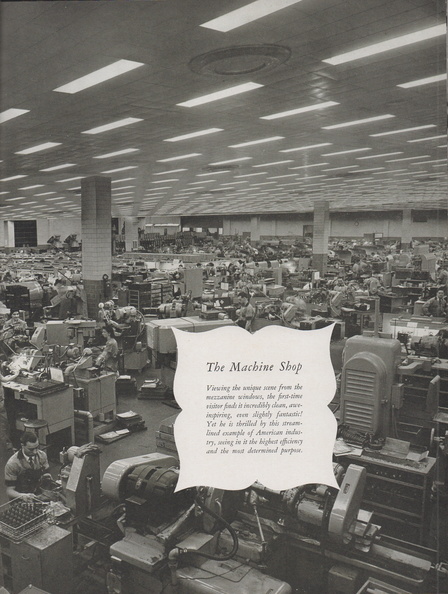 The Machine Shop
Viewing the unique scene from the
mezzanine windows, the first-time
visitor finds it incredibly clean, awe-
inspiring, even slightly fantastic!
Yet he is thrilled by this stream-
lined example of American indus-
try, seeing in it the highest efficiency
and the most determined purpose.